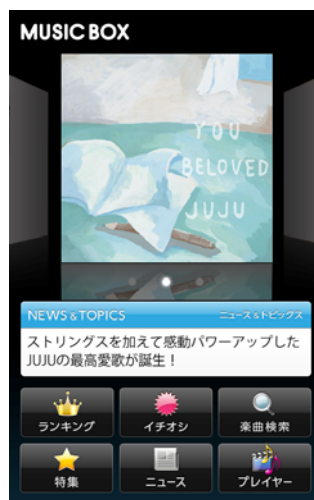 MUSIC BOX
YOU
BELOVED
JUJU
NEWS & TOPICS ニュース&トピックス
ストリングスを加えて感動パワーアップした
JUJUの最高愛歌が誕生！
ランキング イチオシ 楽曲検索
特集 ニュース プレイヤー